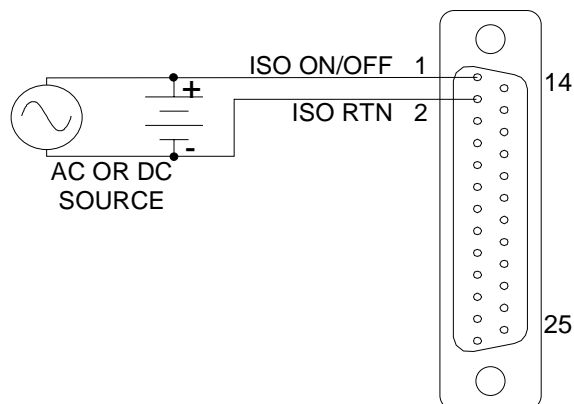 ISO ON/OFF 1
14
+
ISO RTN 2
-
AC OR DC
SOURCE
25